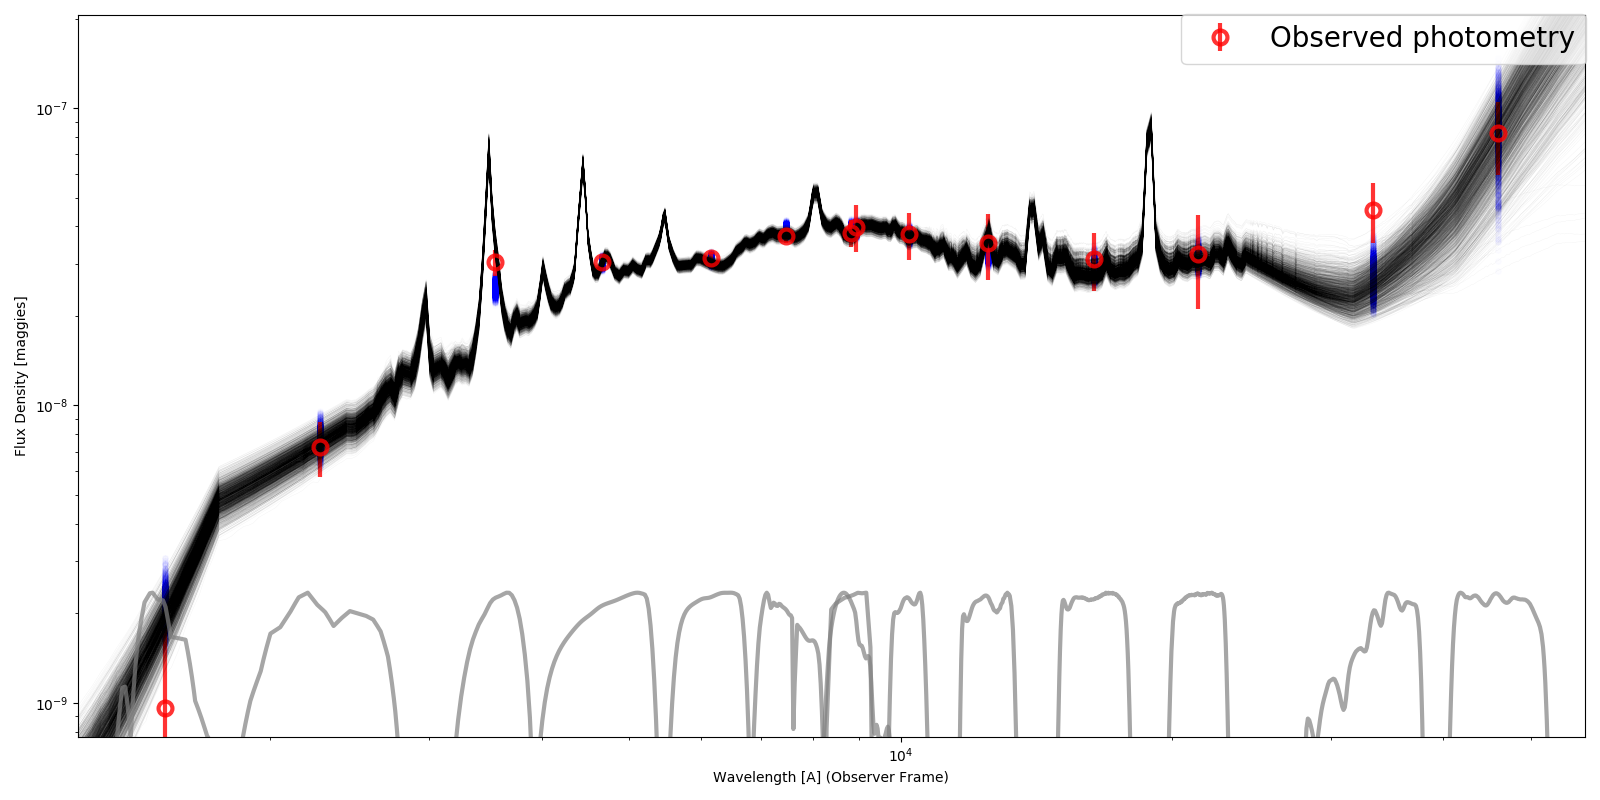 Observed photometry
10⁻⁷
10⁻⁸
10⁻⁹
Flux Density [maggies]
10⁴
Wavelength [A] (Observer Frame)